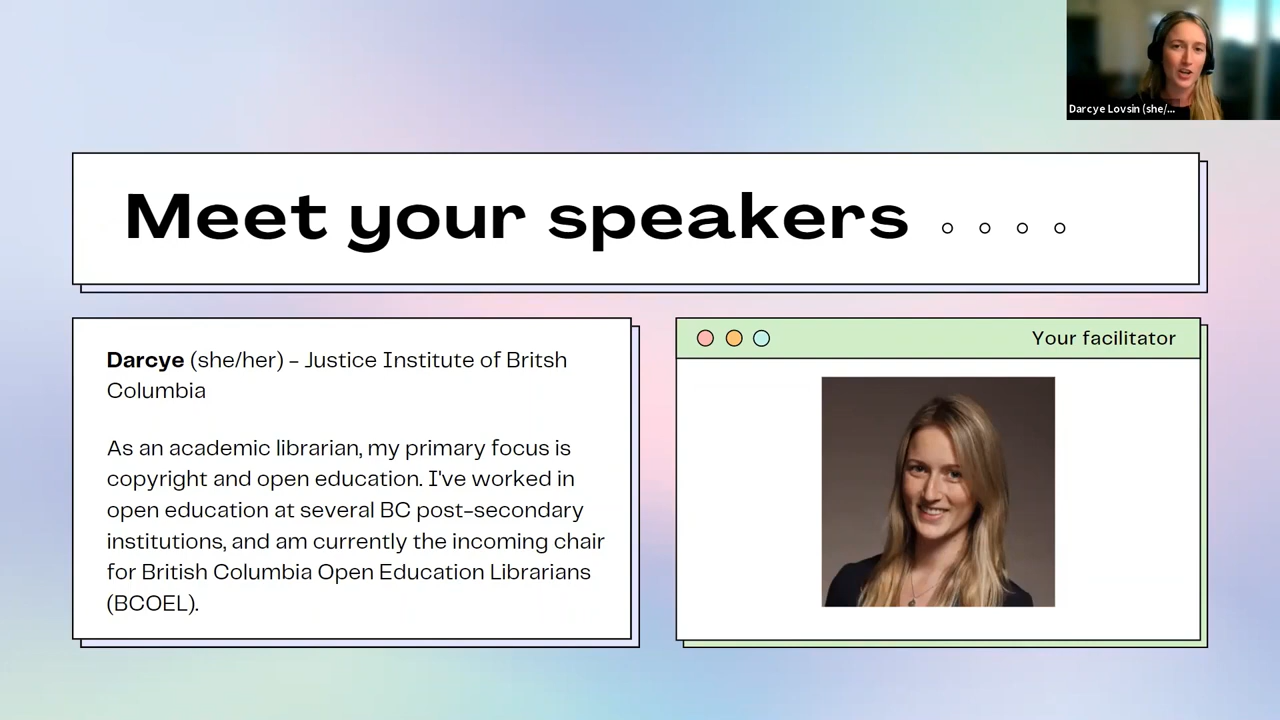 Darcye Lovsin (she/...
Meet your speakers
Darcye (she/her) – Justice Institute of Britsh
Columbia
As an academic librarian, my primary focus is
copyright and open education. I've worked in
open education at several BC post-secondary
institutions, and am currently the incoming chair
for British Columbia Open Education Librarians
(BCOEL).
Your facilitator